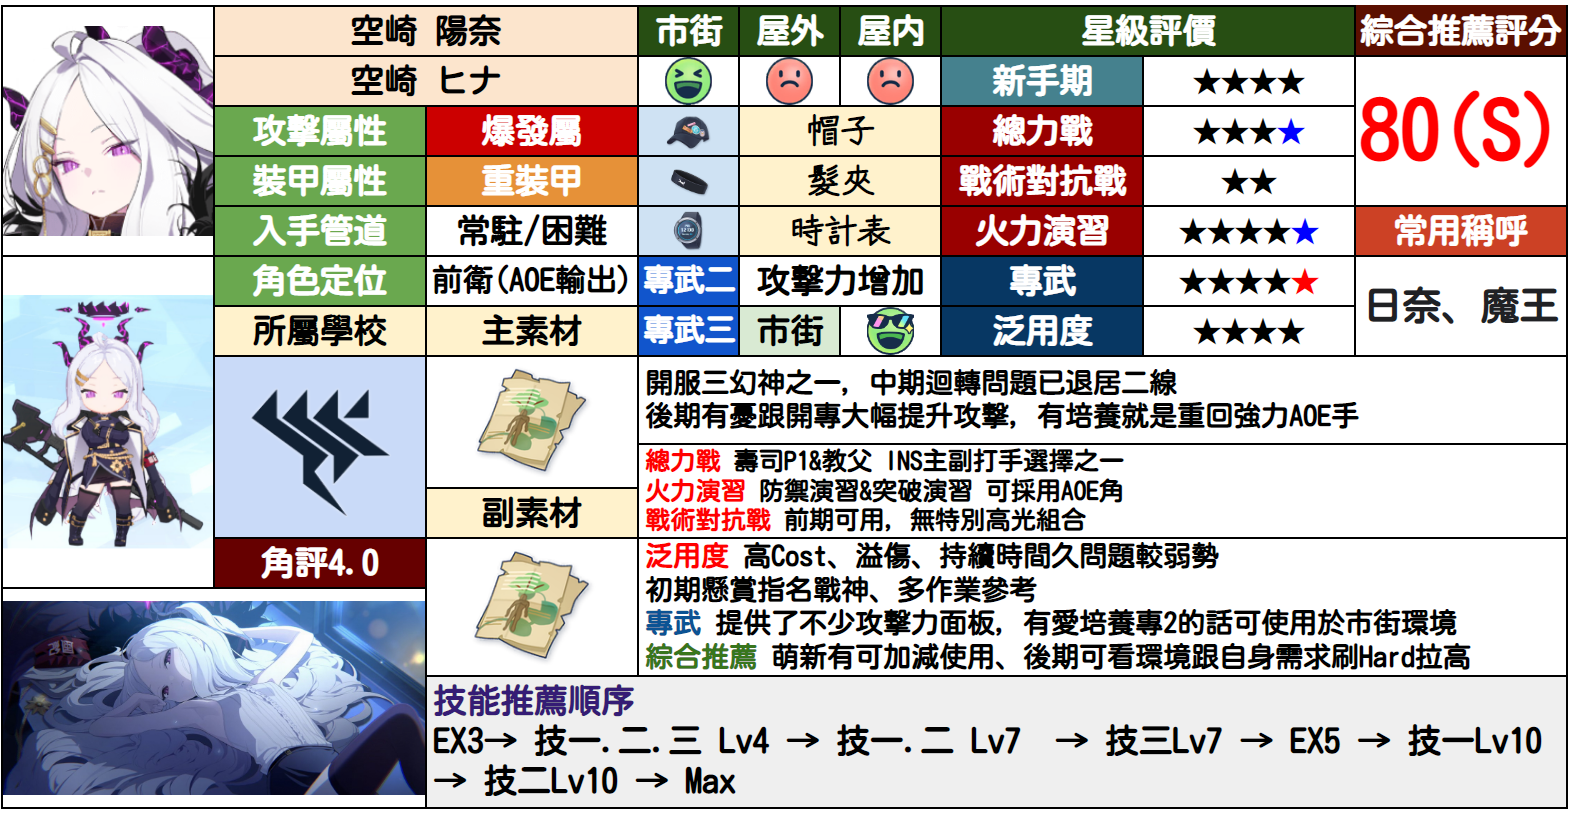 空崎 陽奈
市街
屋外
屋內
星級評價
綜合推薦評分
空崎 ヒナ
新手期
★★★★
80(S)
攻擊屬性
爆發屬
帽子
總力戰
★★★★
裝甲屬性
重裝甲
髮夾
戰術對抗戰
★★
入手管道
常駐/困難
時計表
火力演習
★★★★★
常用稱呼
角色定位
前衛(AOE輸出)
專武二
攻擊力增加
專武
★★★★★
日奈、魔王
所屬學校
主素材
專武三
市街
泛用度
★★★★
開服三幻神之一, 中期迴轉問題已退居二線
後期有憂跟開專大幅提升攻擊, 有培養就是重回強力AOE手
總力戰 壽司P1&教父 INS主副打手選擇之一
火力演習 防禦演習&突破演習 可採用AOE角
戰術對抗戰 前期可用, 無特別高光組合
副素材
角評4.0
泛用度 高Cost、溢傷、持續時間久問題較弱勢
初期懸賞指名戰神、多作業參考
專武 提供了不少攻擊力面板, 有愛培養專2的話可使用於市街環境
綜合推薦 萌新有可加減使用、後期可看環境跟自身需求刷Hard拉高
技能推薦順序
EX3→ 技一.二.三 Lv4 → 技一.二 Lv7 → 技三Lv7 → EX5 → 技一Lv10
→ 技二Lv10 → Max